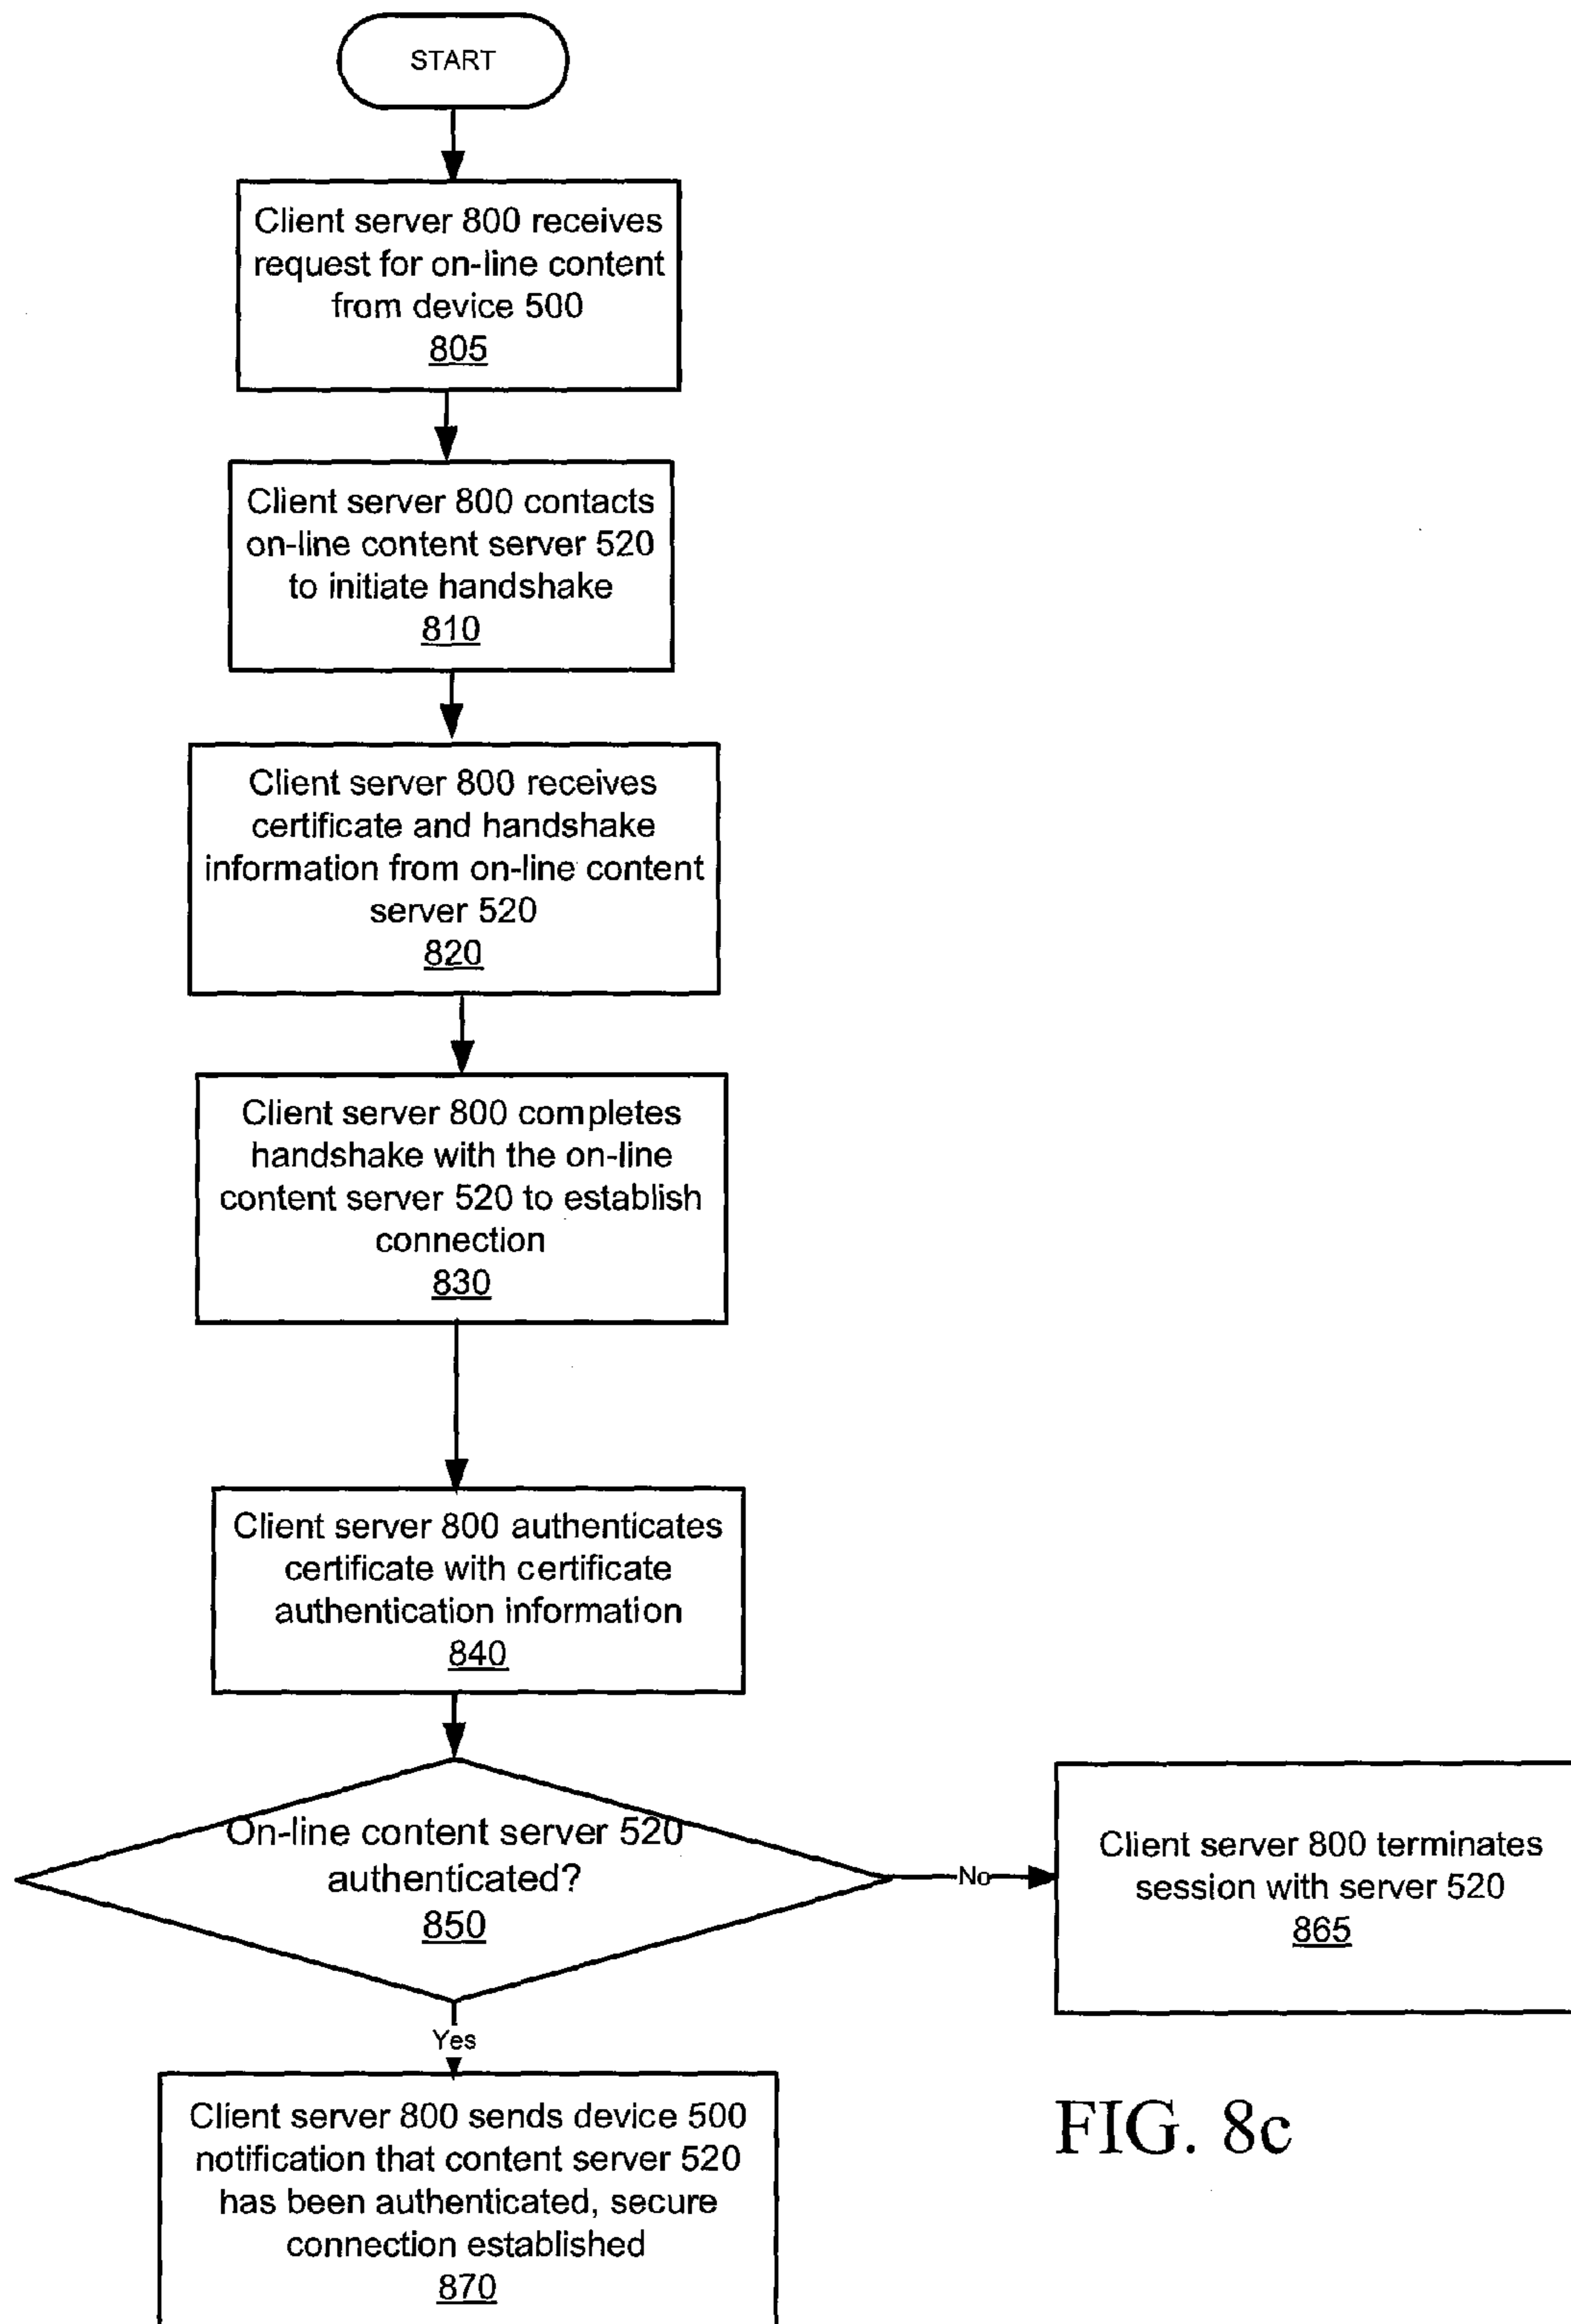 START
Client server 800 receives
request for on-line content
from device 500
805
Client server 800 contacts
on-line content server 520
to initiate handshake
810
Client server 800 receives
certificate and handshake
information from on-line content
server 520
820
Client server 800 completes
handshake with the on-line
content server 520 to establish
connection
830
Client server 800 authenticates
certificate with certificate
authentication information
840
On-line content server 520
authenticated?
850
No
Client server 800 terminates
session with server 520
865
Yes
Client server 800 sends device 500
notification that content server 520
has been authenticated, secure
connection established
870
FIG. 8c